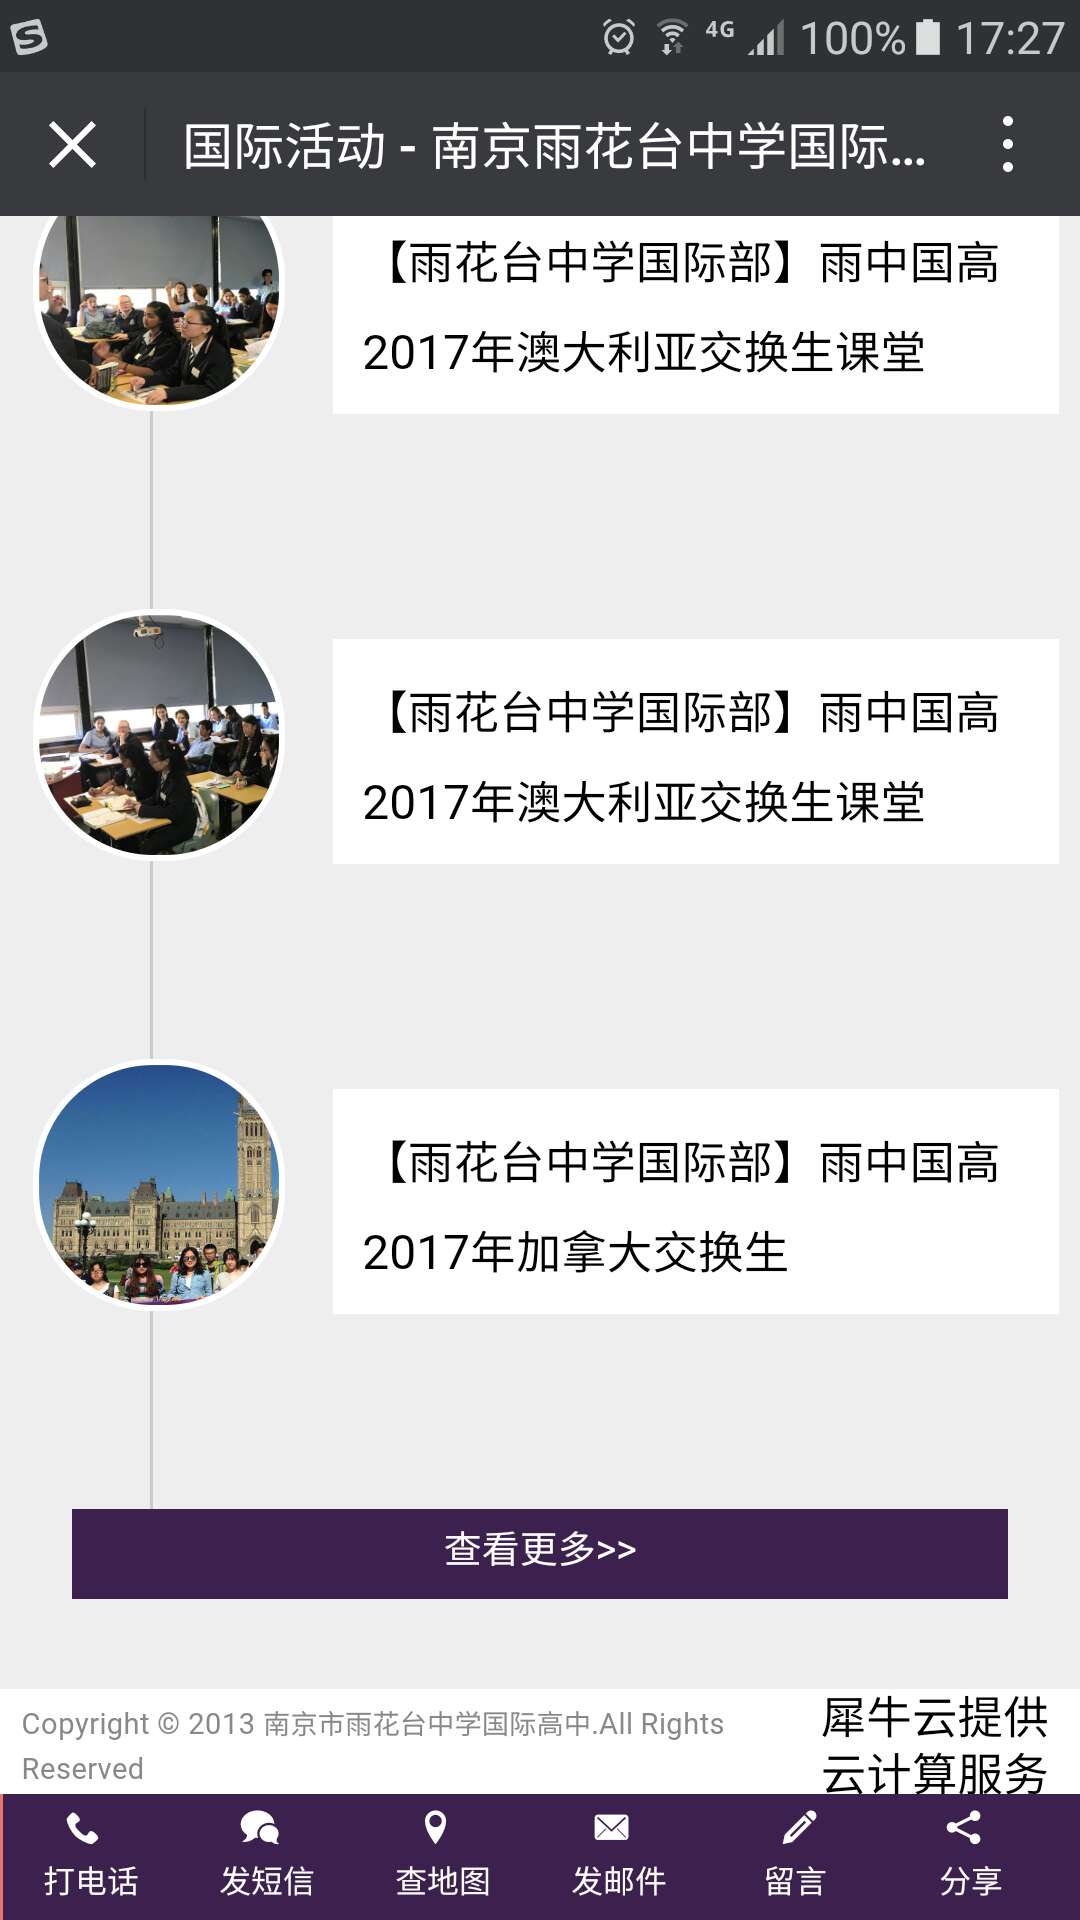 4G 100% 17:27
国际活动 - 南京雨花台中学国际...
【雨花台中学国际部】雨中国高
2017年澳大利亚交换生课堂
【雨花台中学国际部】雨中国高
2017年澳大利亚交换生课堂
【雨花台中学国际部】雨中国高
2017年加拿大交换生
查看更多>>
Copyright © 2013 南京市雨花台中学国际高中.All Rights
Reserved
犀牛云提供
云计算服务
打电话 发短信 查地图 发邮件 留言 分享